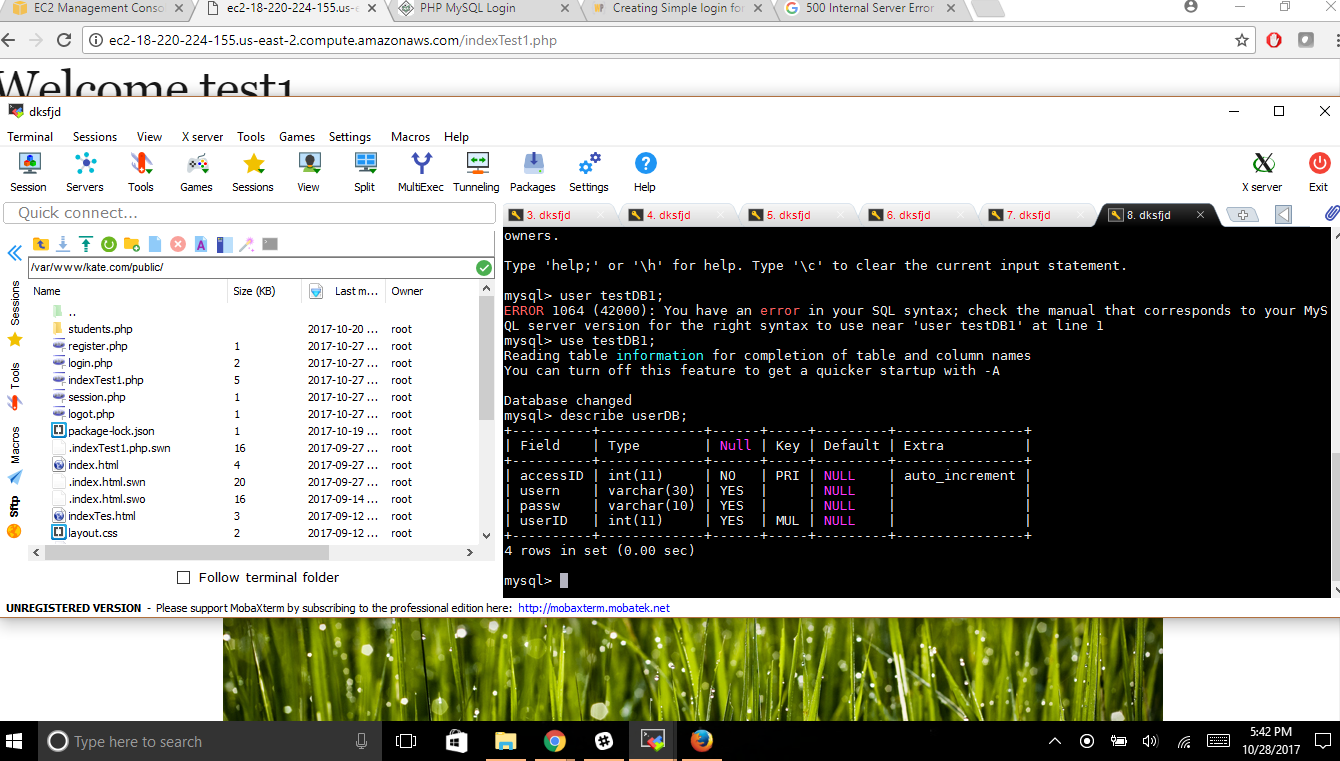 EC2 Management Conso
ec2-18-220-224-155.us-e
PHP MySQL Login
Creating Simple login for
500 Internal Server Error
ec2-18-220-224-155.us-east-2.compute.amazonaws.com/indexTest1.php
Welcome test1
dksfjd
Terminal Sessions View X server Tools Games Settings Macros Help
Session Servers Tools Games Sessions View Split MultiExec Tunneling Packages Settings Help X server Exit
Quick connect...
3. dksfjd 4. dksfjd 5. dksfjd 6. dksfjd 7. dksfjd 8. dksfjd
/var/www/kate.com/public/
Sessions
Tools
Macros
Sftp
Name Size (KB) Last m... Owner
..
students.php 2017-10-20 ... root
register.php 1 2017-10-27 ... root
login.php 2 2017-10-27 ... root
indexTest1.php 5 2017-10-27 ... root
session.php 1 2017-10-27 ... root
logot.php 1 2017-10-27 ... root
package-lock.json 1 2017-10-19 ... root
.indexTest1.php.swn 16 2017-09-27 ... root
index.html 4 2017-09-27 ... root
.index.html.swn 20 2017-09-27 ... root
.index.html.swo 16 2017-09-14 ... root
indexTes.html 3 2017-09-12 ... root
layout.css 2 2017-09-12 ... root
Follow terminal folder
owners.
Type 'help;' or '\h' for help. Type '\c' to clear the current input statement.
mysql> user testDB1;
ERROR 1064 (42000): You have an error in your SQL syntax; check the manual that corresponds to your MyS
QL server version for the right syntax to use near 'user testDB1' at line 1
mysql> use testDB1;
Reading table information for completion of table and column names
You can turn off this feature to get a quicker startup with -A
Database changed
mysql> describe userDB;
+----------+-------------+------+-----+---------+----------------+
| Field | Type | Null | Key | Default | Extra |
+----------+-------------+------+-----+---------+----------------+
| accessID | int(11) | NO | PRI | NULL | auto_increment |
| usern | varchar(30) | YES | | NULL | |
| passw | varchar(10) | YES | | NULL | |
| userID | int(11) | YES | MUL | NULL | |
+----------+-------------+------+-----+---------+----------------+
4 rows in set (0.00 sec)
mysql>
UNREGISTERED VERSION - Please support MobaXterm by subscribing to the professional edition here: http://mobaxterm.mobatek.net
Type here to search
5:42 PM
10/28/2017